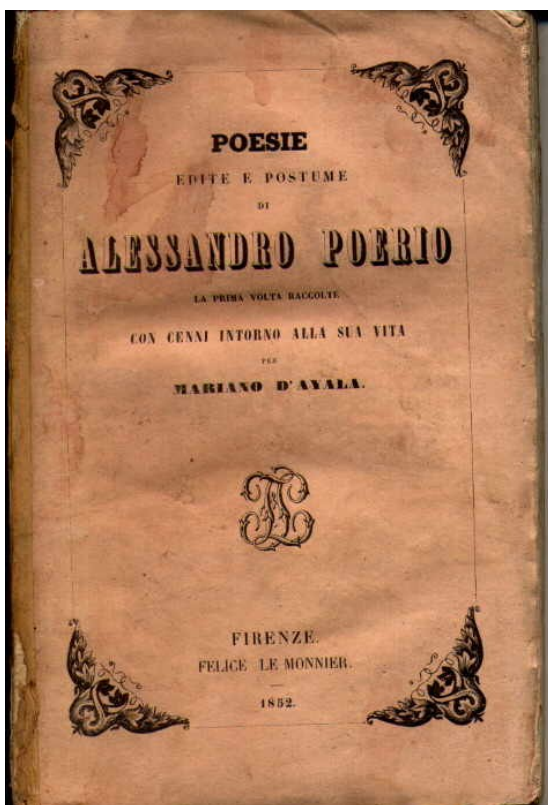 POESIE
EDITE E POSTUME
DI
ALESSANDRO POERIO
LA PRIMA VOLTA RACCOLTE
CON CENNI INTORNO ALLA SUA VITA
PER
MARIANO D'AYALA.
FIRENZE.
FELICE LE MONNIER.
1852.